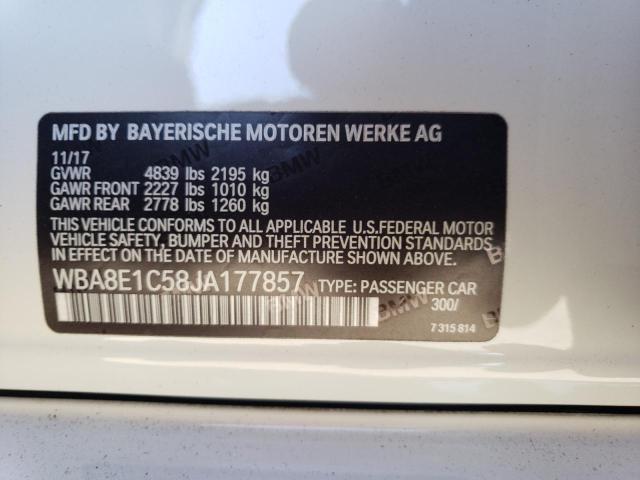 MFD BY BAYERISCHE MOTOREN WERKE AG
11/17
GVWR 4839 lbs 2195 kg
GAWR FRONT 2227 lbs 1010 kg
GAWR REAR 2778 lbs 1260 kg
THIS VEHICLE CONFORMS TO ALL APPLICABLE U.S.FEDERAL MOTOR
VEHICLE SAFETY, BUMPER AND THEFT PREVENTION STANDARDS
IN EFFECT ON THE DATE OF MANUFACTURE SHOWN ABOVE.
WBA8E1C58JA177857 TYPE: PASSENGER CAR
300/
7 315 814
BMW
BMW
BMW